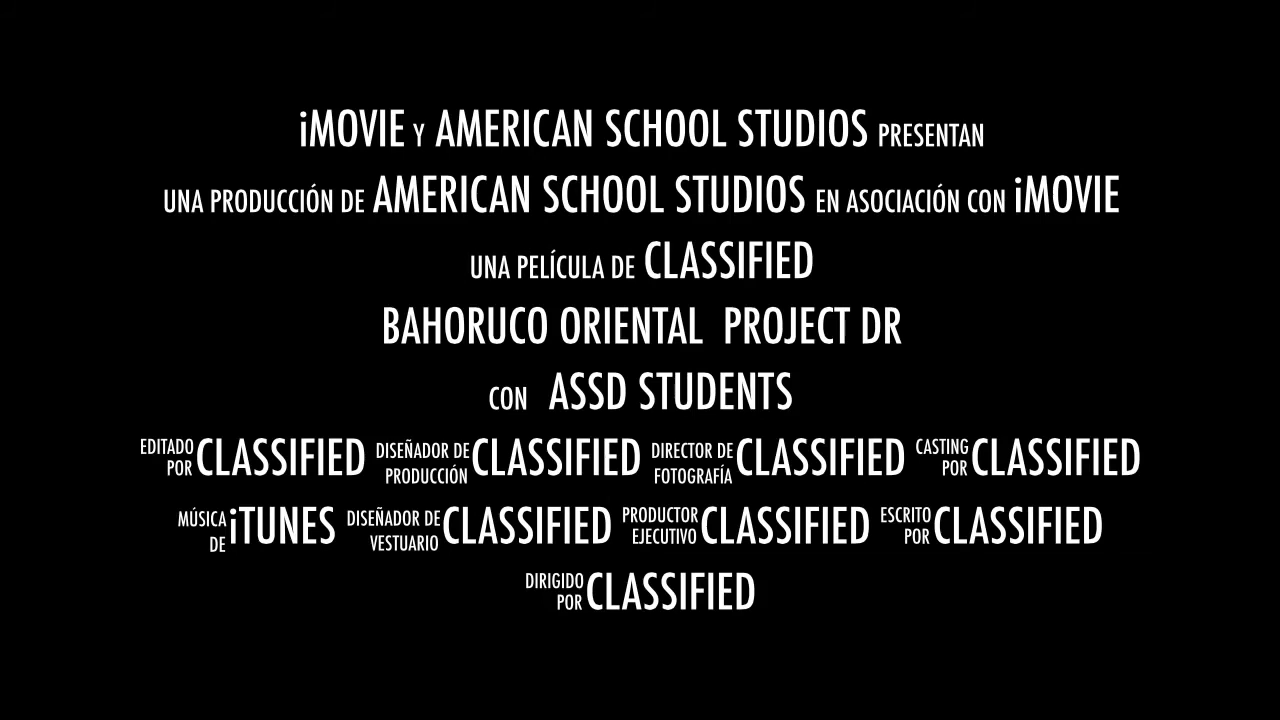 iMOVIE Y AMERICAN SCHOOL STUDIOS PRESENTAN
UNA PRODUCCIÓN DE AMERICAN SCHOOL STUDIOS EN ASOCIACIÓN CON iMOVIE
UNA PELÍCULA DE CLASSIFIED
BAHORUCO ORIENTAL PROJECT DR
CON ASSD STUDENTS
EDITADO POR CLASSIFIED DISEÑADOR DE PRODUCCIÓN CLASSIFIED DIRECTOR DE FOTOGRAFÍA CLASSIFIED CASTING POR CLASSIFIED
MÚSICA DE iTUNES DISEÑADOR DE VESTUARIO CLASSIFIED PRODUCTOR EJECUTIVO CLASSIFIED ESCRITO POR CLASSIFIED
DIRIGIDO POR CLASSIFIED